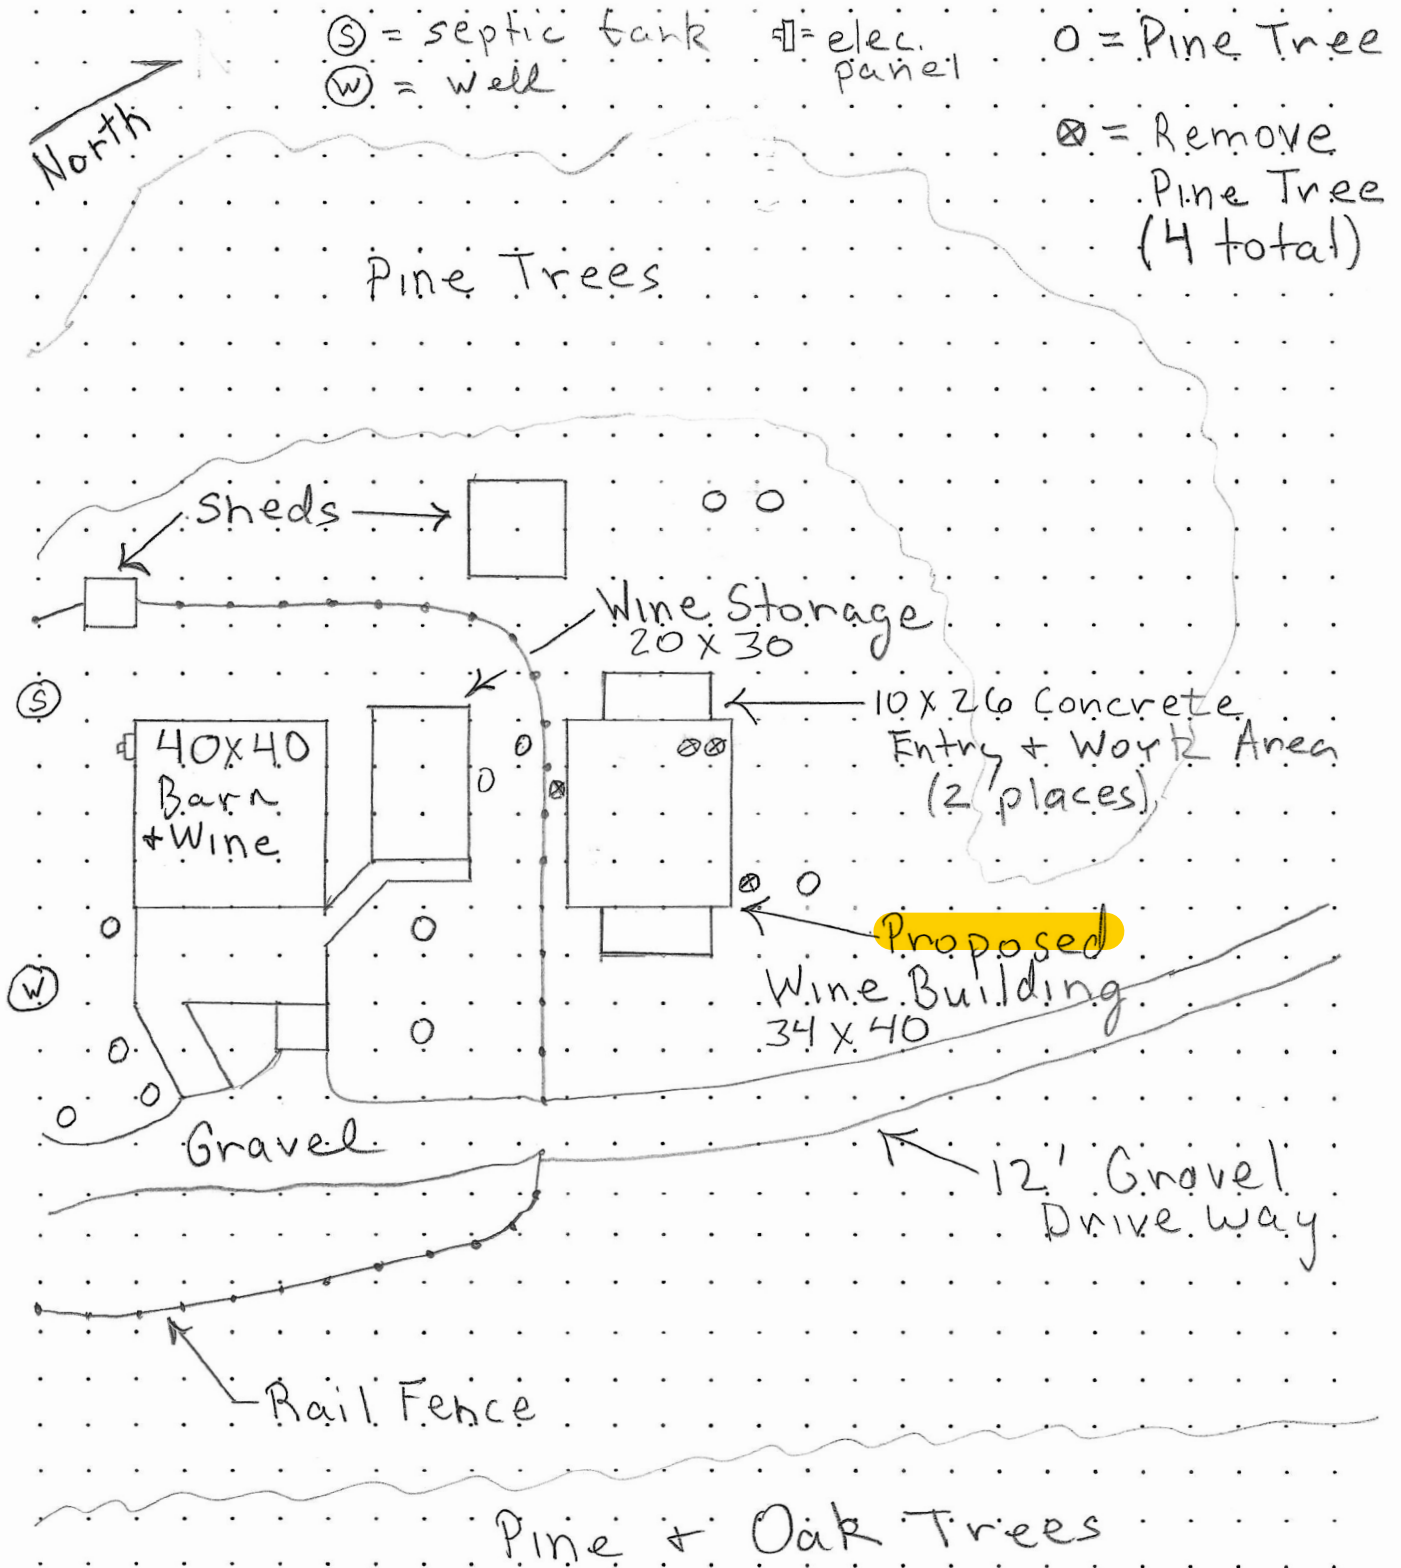 Ⓢ = septic tank
Ⓦ = well
= elec.
panel
O = Pine Tree
⊗ = Remove
Pine Tree
(4 total)
North
Pine Trees
Sheds
Wine Storage
20 x 30
S
10 x 26 Concrete
Entry + Work Area
(2 places)
40x40
Barn
+ Wine
Proposed
Wine Building
34 x 40
W
Gravel
12' Gravel
Drive Way
Rail Fence
Pine + Oak Trees